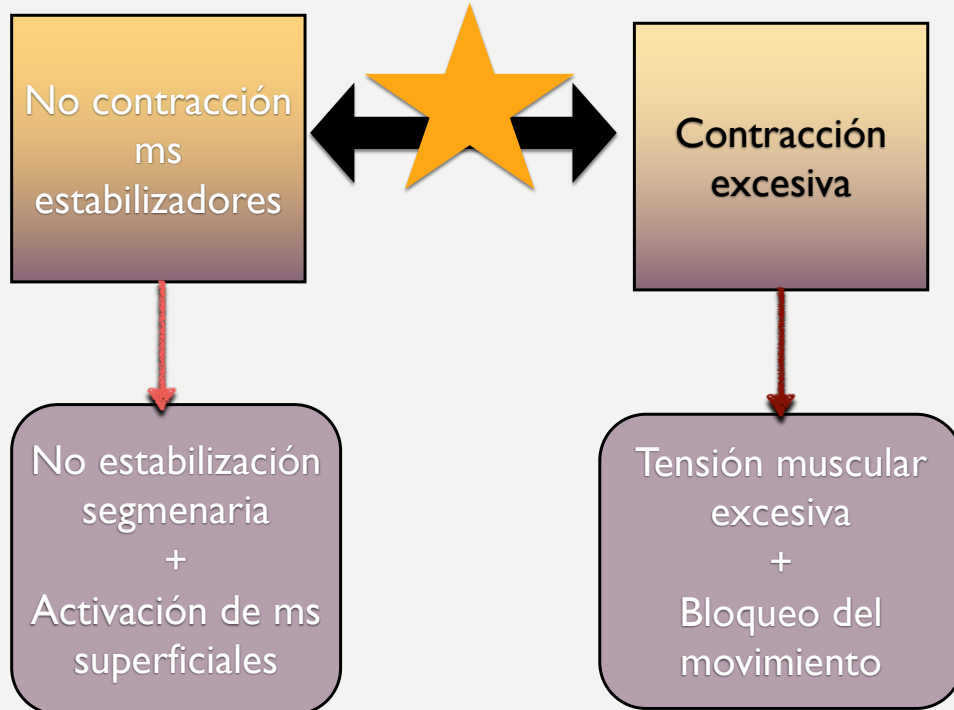 No contracción
ms
estabilizadores
Contracción
excesiva
No estabilización
segmenaria
+
Activación de ms
superficiales
Tensión muscular
excesiva
+
Bloqueo del
movimiento